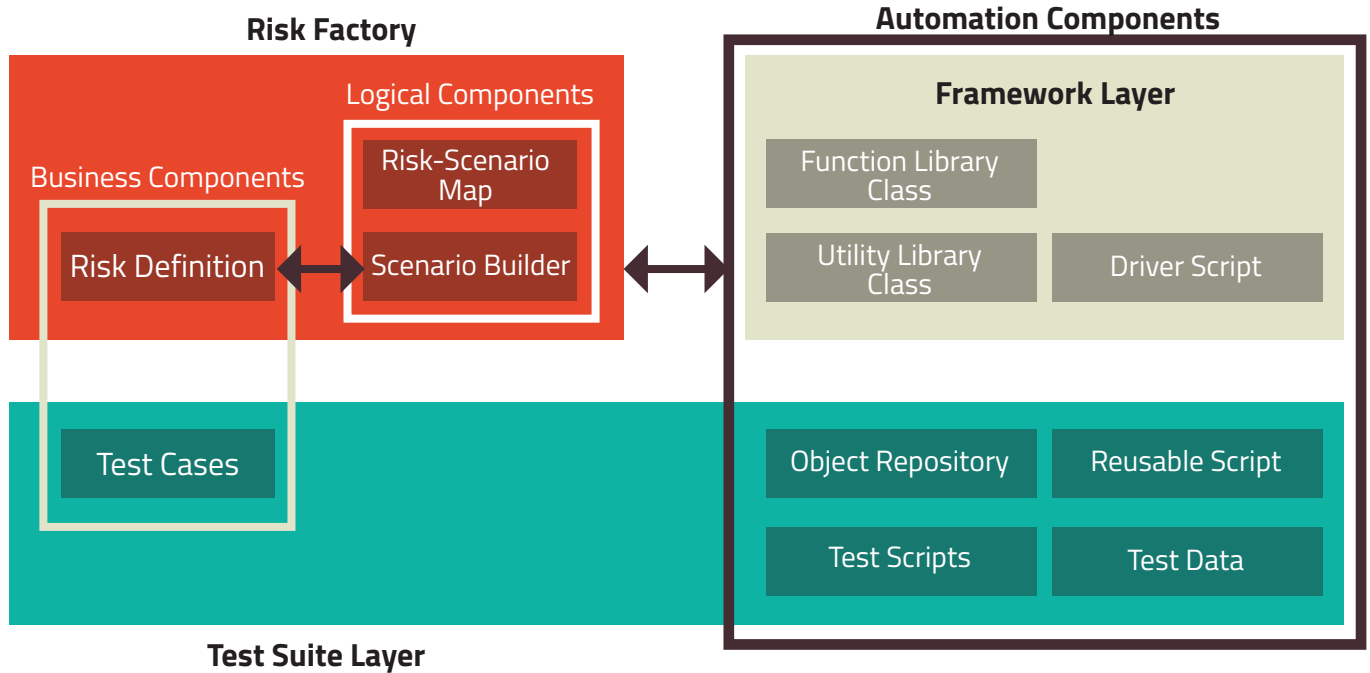 Risk Factory
Logical Components
Risk-Scenario
Map
Business Components
Risk Definition
Scenario Builder
Automation Components
Framework Layer
Function Library
Class
Utility Library
Class
Driver Script
Test Cases
Object Repository
Reusable Script
Test Scripts
Test Data
Test Suite Layer